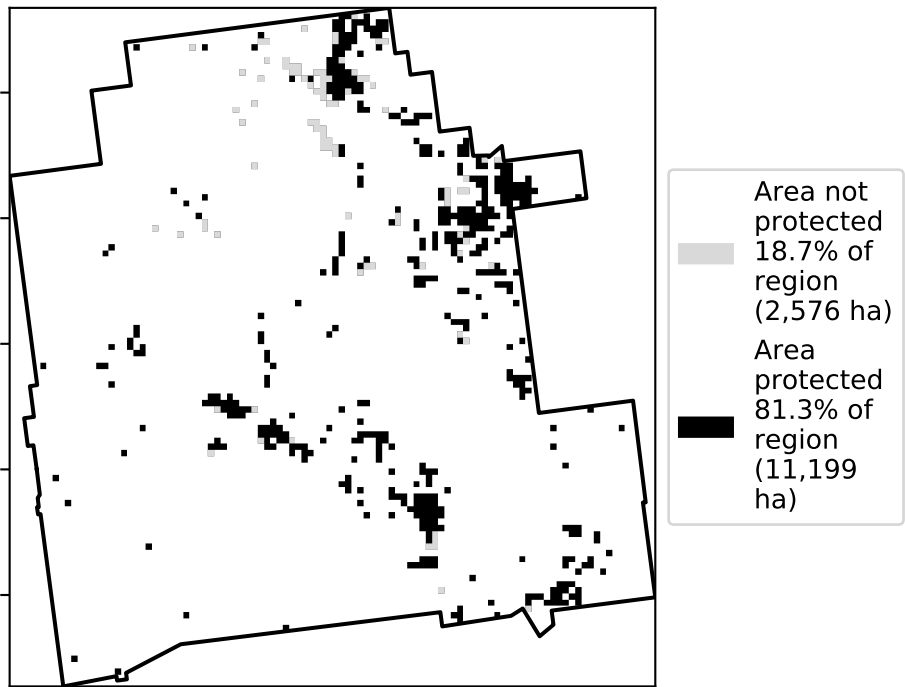 Area not
protected
18.7% of
region
(2,576 ha)
Area
protected
81.3% of
region
(11,199
ha)